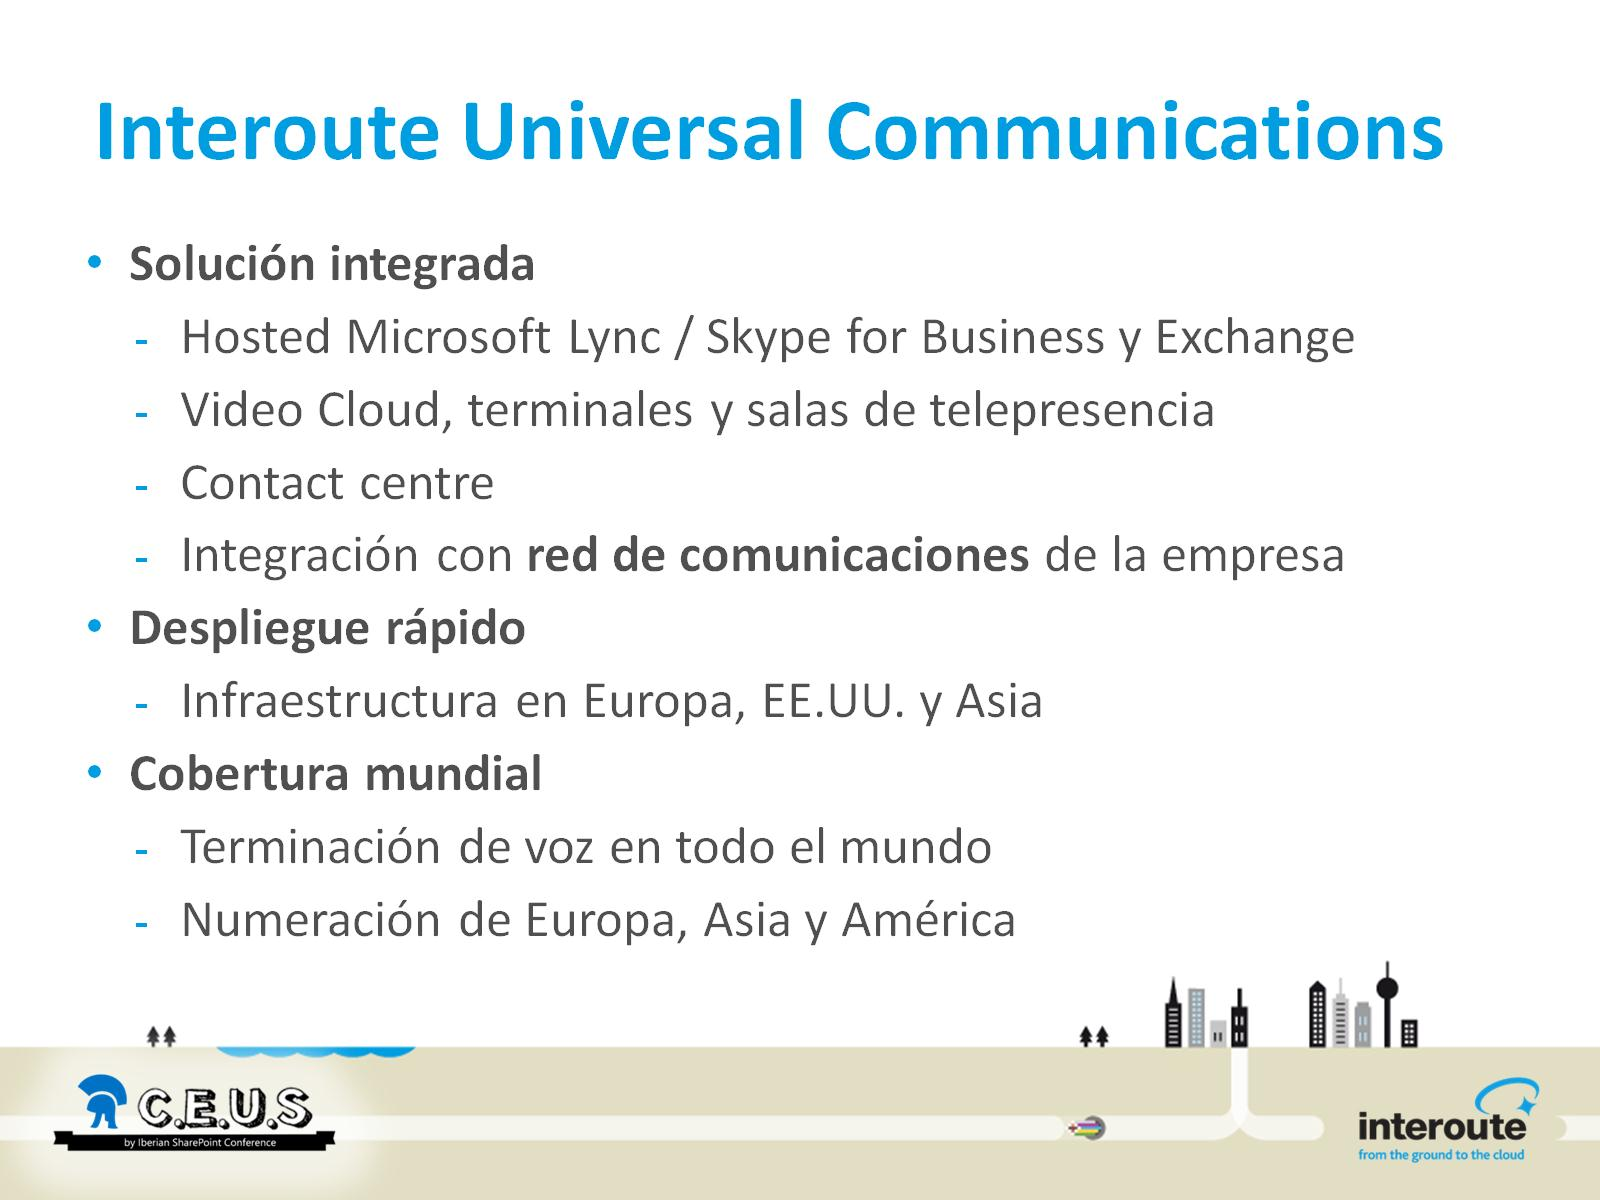 Interoute Universal Communications
• Solución integrada
- Hosted Microsoft Lync / Skype for Business y Exchange
- Video Cloud, terminales y salas de telepresencia
- Contact centre
- Integración con red de comunicaciones de la empresa
• Despliegue rápido
- Infraestructura en Europa, EE.UU. y Asia
• Cobertura mundial
- Terminación de voz en todo el mundo
- Numeración de Europa, Asia y América
C.E.U.S
by Iberian SharePoint Conference
interoute
from the ground to the cloud